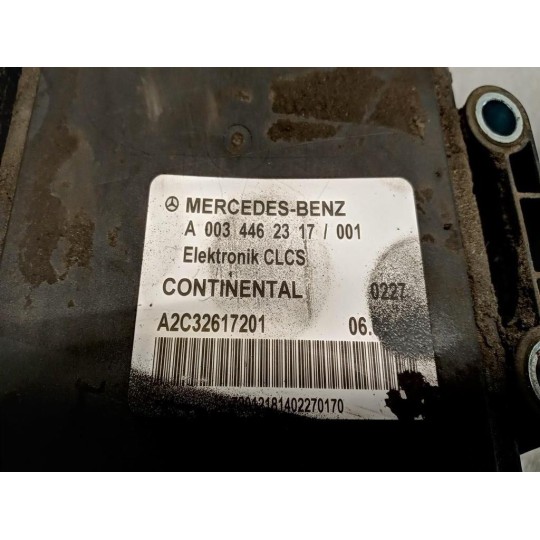 MERCEDES-BENZ
A 003 446 23 17 / 001
Elektronik CLCS
CONTINENTAL 0227
A2C32617201 06.